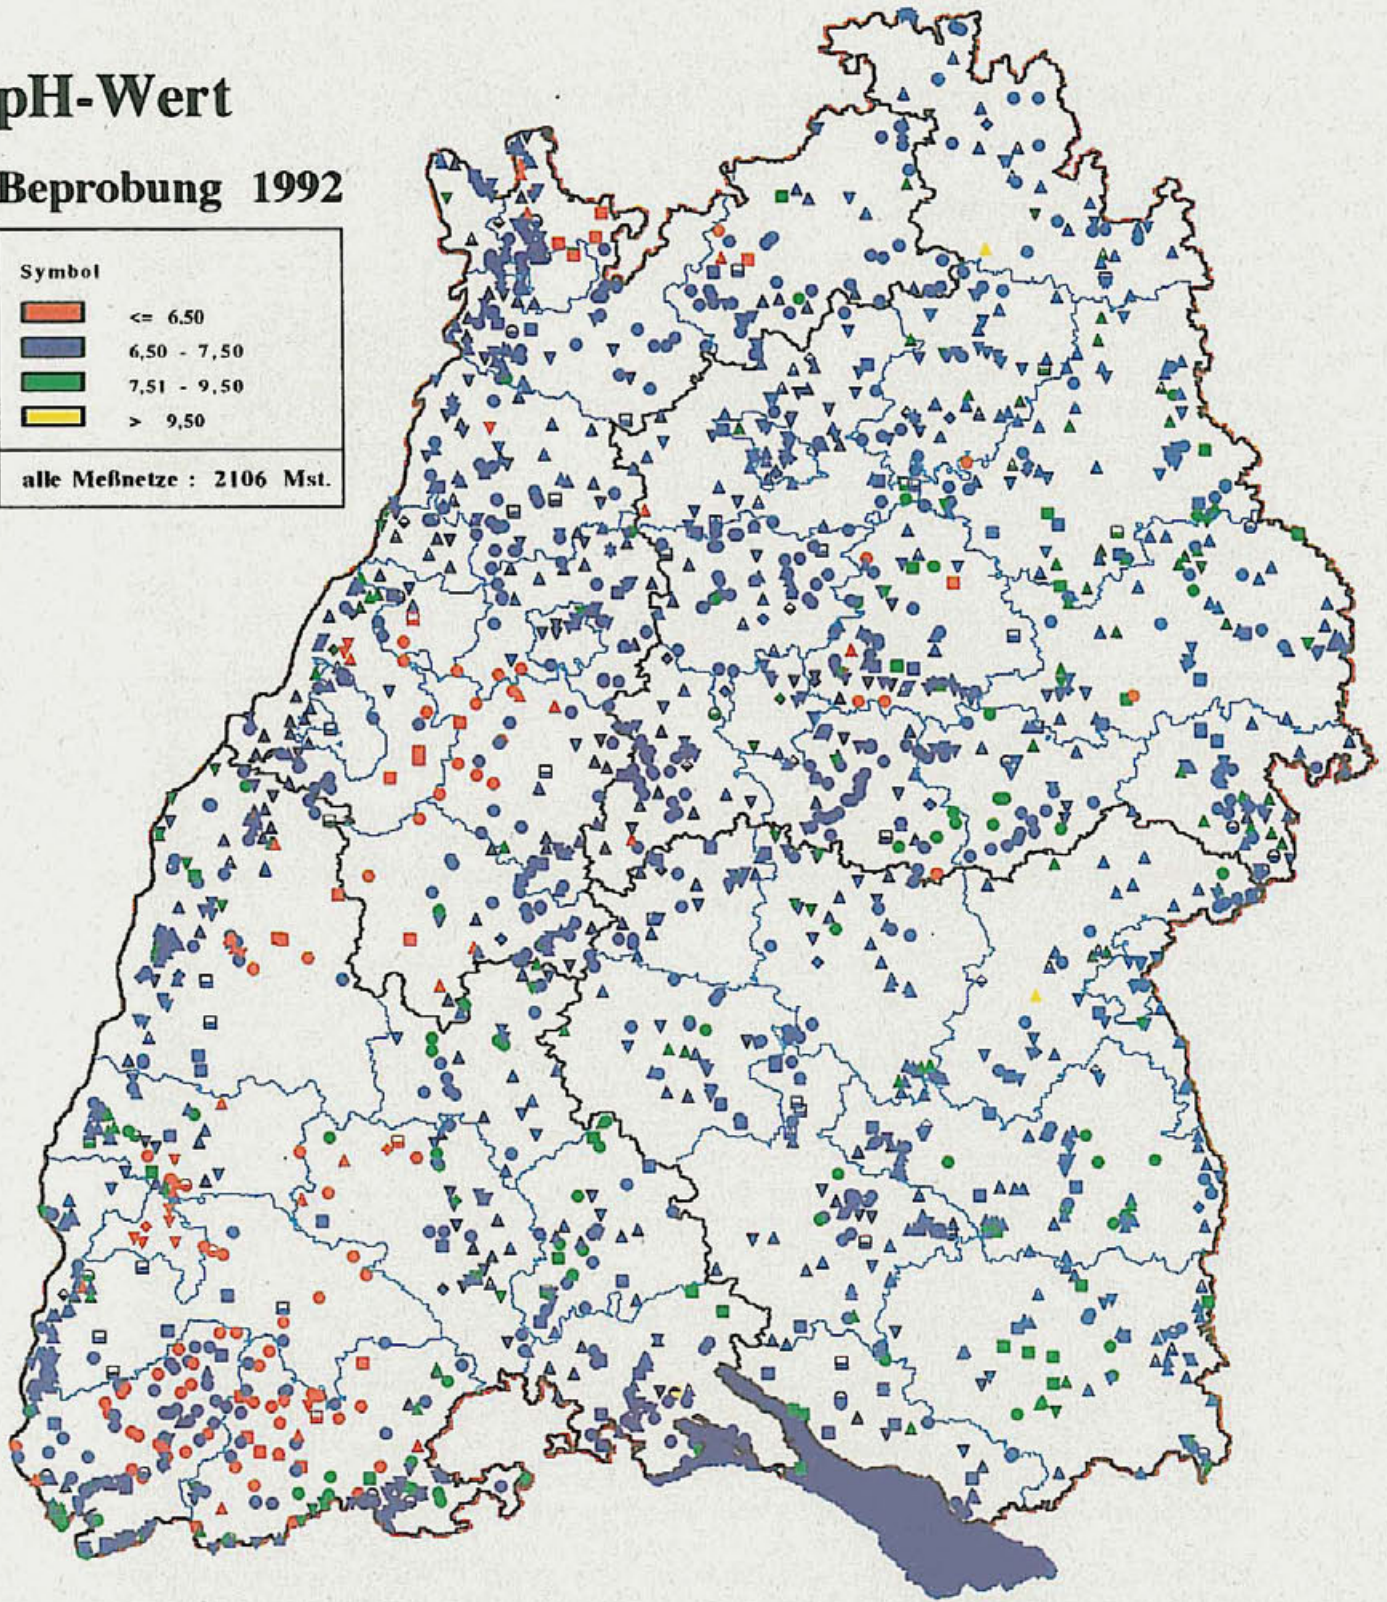 pH-Wert
Beprobung 1992
Symbol
<= 6.50
6,50 - 7,50
7,51 - 9,50
> 9,50
alle Meßnetze : 2106 Mst.